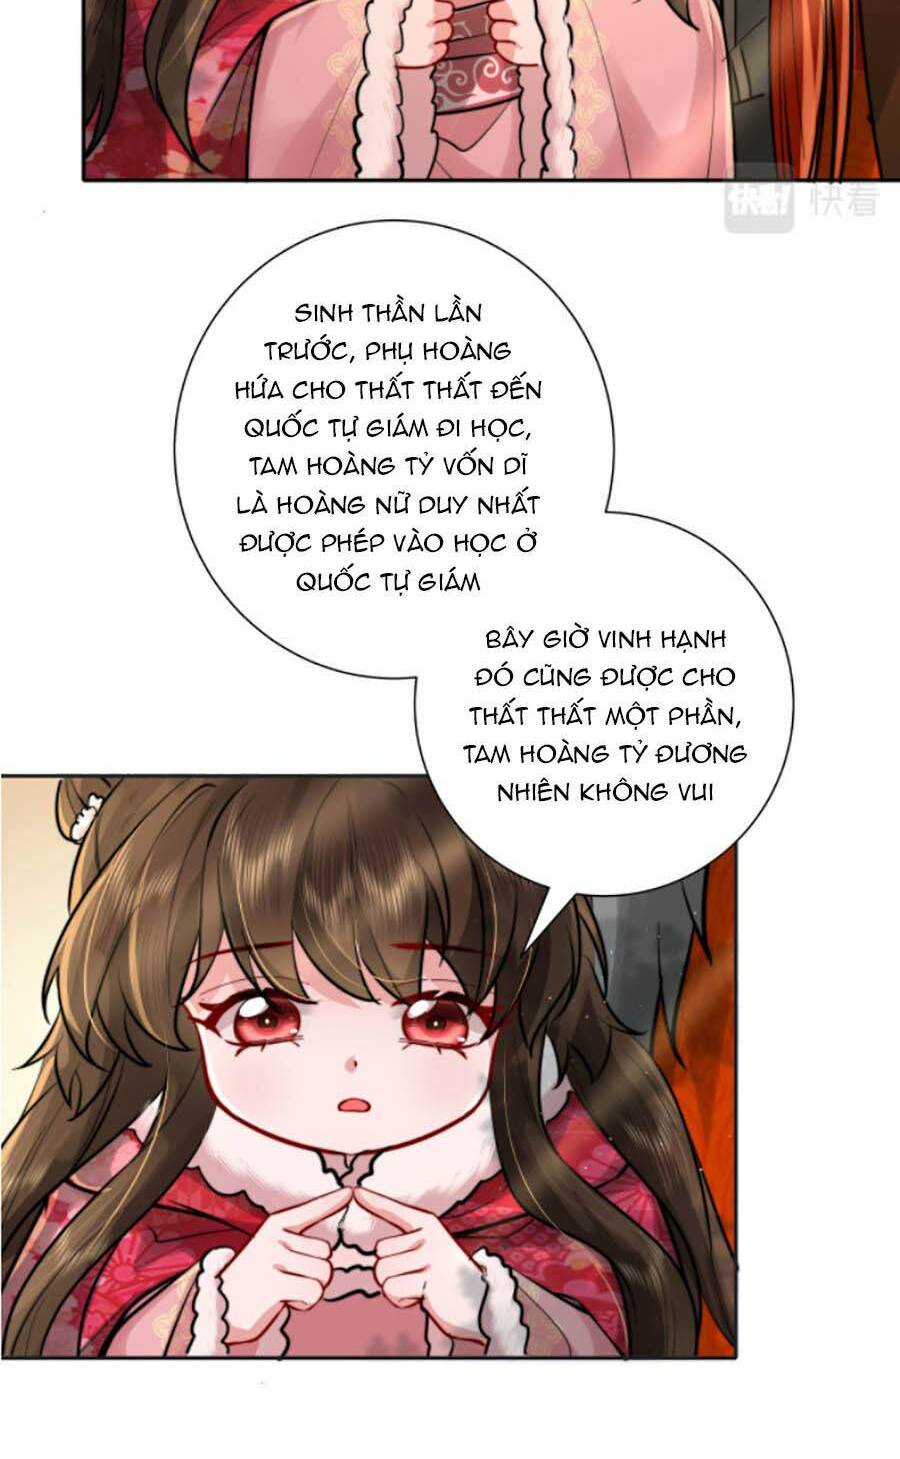 快看! 快看
SINH THẦN LẦN
TRƯỚC, PHỤ HOÀNG
HỨA CHO THẤT THẤT ĐẾN
QUỐC TỰ GIÁM ĐI HỌC,
TAM HOÀNG TỶ VỐN DĨ
LÀ HOÀNG NỮ DUY NHẤT
ĐƯỢC PHÉP VÀO HỌC Ở
QUỐC TỰ GIÁM
BÂY GIỜ VINH HẠNH
ĐÓ CŨNG ĐƯỢC CHO
THẤT THẤT MỘT PHẦN,
TAM HOÀNG TỶ ĐƯƠNG
NHIÊN KHÔNG VUI